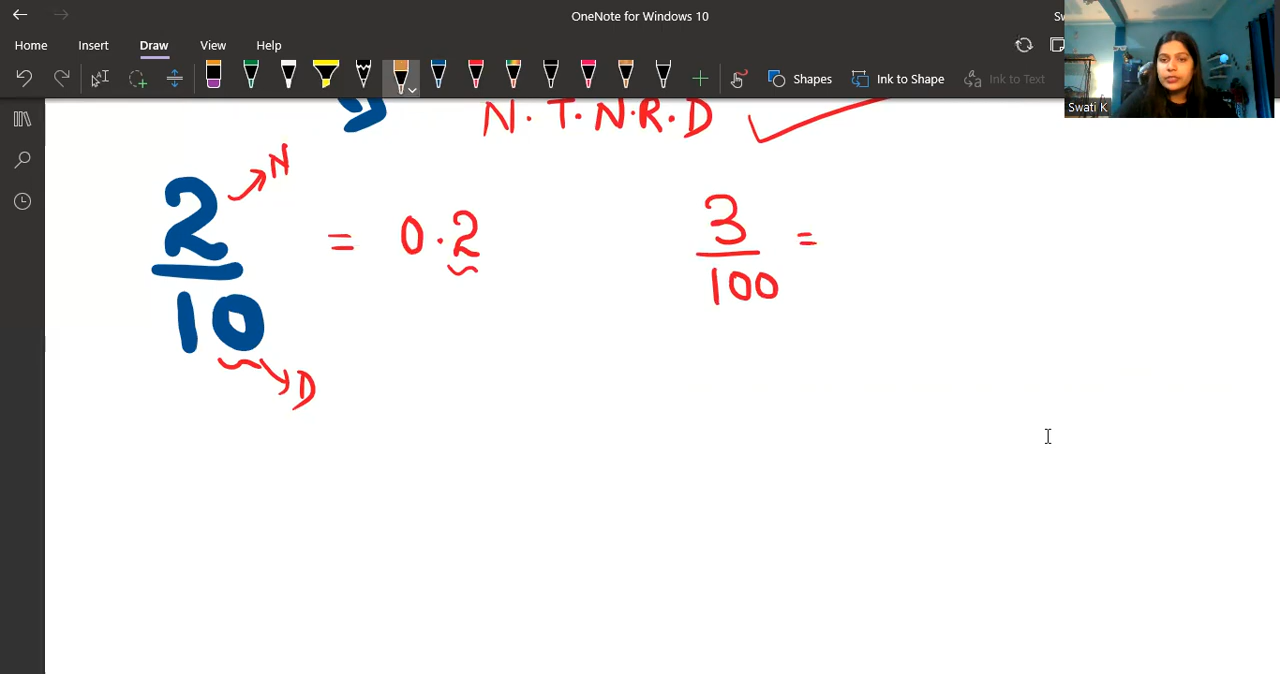 OneNote for Windows 10
Sw
Home Insert Draw View Help
Shapes Ink to Shape Ink to Text
Swati K
N.T.N.R.D
N
2/10 = 0.2
3/100 =
D